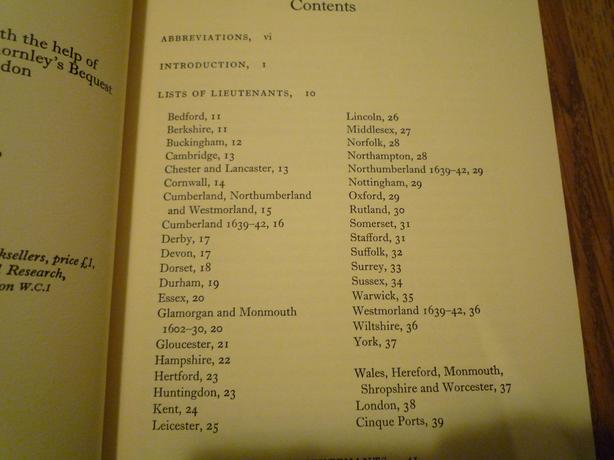 th the help of
ornley's Bequest
don
ksellers, price £1,
Research,
on W.C.1
Contents
ABBREVIATIONS, vi
INTRODUCTION, 1
LISTS OF LIEUTENANTS, 10
Bedford, 11
Berkshire, 11
Buckingham, 12
Cambridge, 13
Chester and Lancaster, 13
Cornwall, 14
Cumberland, Northumberland
and Westmorland, 15
Cumberland 1639–42, 16
Derby, 17
Devon, 17
Dorset, 18
Durham, 19
Essex, 20
Glamorgan and Monmouth
1602–30, 20
Gloucester, 21
Hampshire, 22
Hertford, 23
Huntingdon, 23
Kent, 24
Leicester, 25
Lincoln, 26
Middlesex, 27
Norfolk, 28
Northampton, 28
Northumberland 1639–42, 29
Nottingham, 29
Oxford, 29
Rutland, 30
Somerset, 31
Stafford, 31
Suffolk, 32
Surrey, 33
Sussex, 34
Warwick, 35
Westmorland 1639–42, 36
Wiltshire, 36
York, 37
Wales, Hereford, Monmouth,
Shropshire and Worcester, 37
London, 38
Cinque Ports, 39